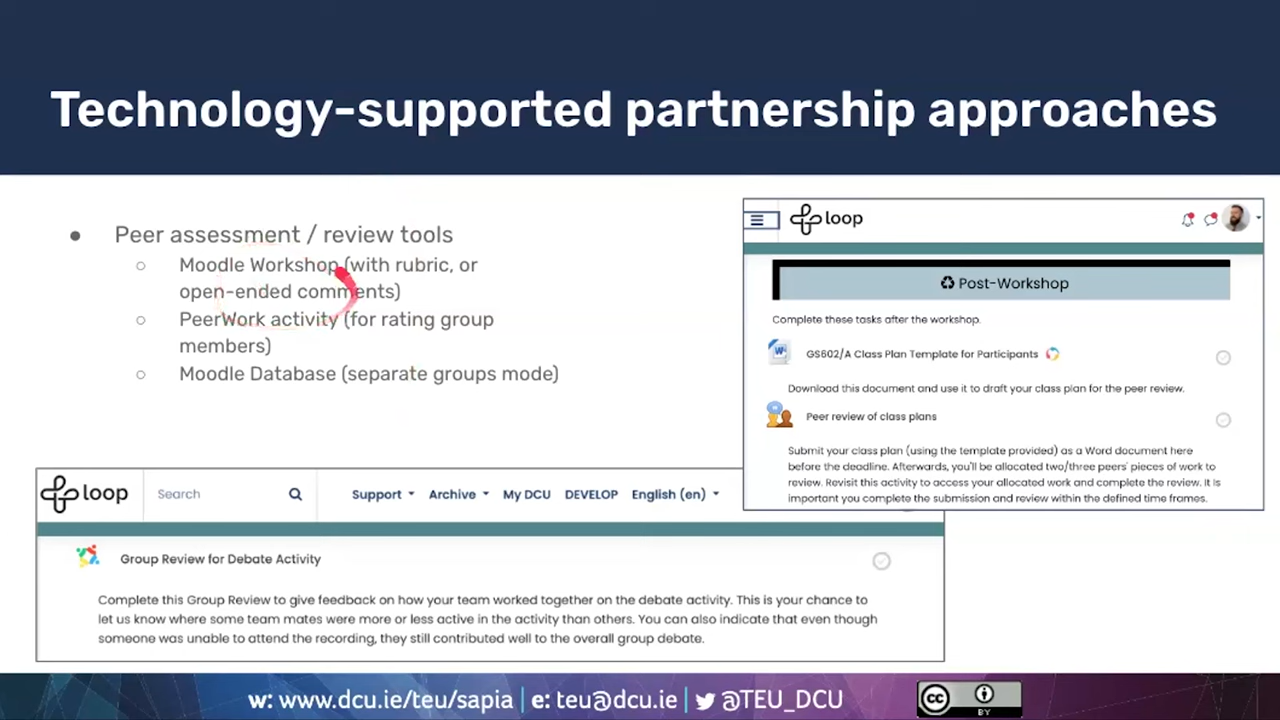 Technology-supported partnership approaches
● Peer assessment / review tools
○ Moodle Workshop (with rubric, or
open-ended comments)
○ PeerWork activity (for rating group
members)
○ Moodle Database (separate groups mode)
loop
Post-Workshop
Complete these tasks after the workshop.
GS602/A Class Plan Template for Participants
Download this document and use it to draft your class plan for the peer review.
Peer review of class plans
Submit your class plan (using the template provided) as a Word document here
before the deadline. Afterwards, you'll be allocated two/three peers' pieces of work to
review. Revisit this activity to access your allocated work and complete the review. It is
important you complete the submission and review within the defined time frames.
loop Search Support Archive My DCU DEVELOP English (en)
Group Review for Debate Activity
Complete this Group Review to give feedback on how your team worked together on the debate activity. This is your chance to
let us know where some team mates were more or less active in the activity than others. You can also indicate that even though
someone was unable to attend the recording, they still contributed well to the overall group debate.
w: www.dcu.ie/teu/sapia | e: teu@dcu.ie | @TEU_DCU
cc BY